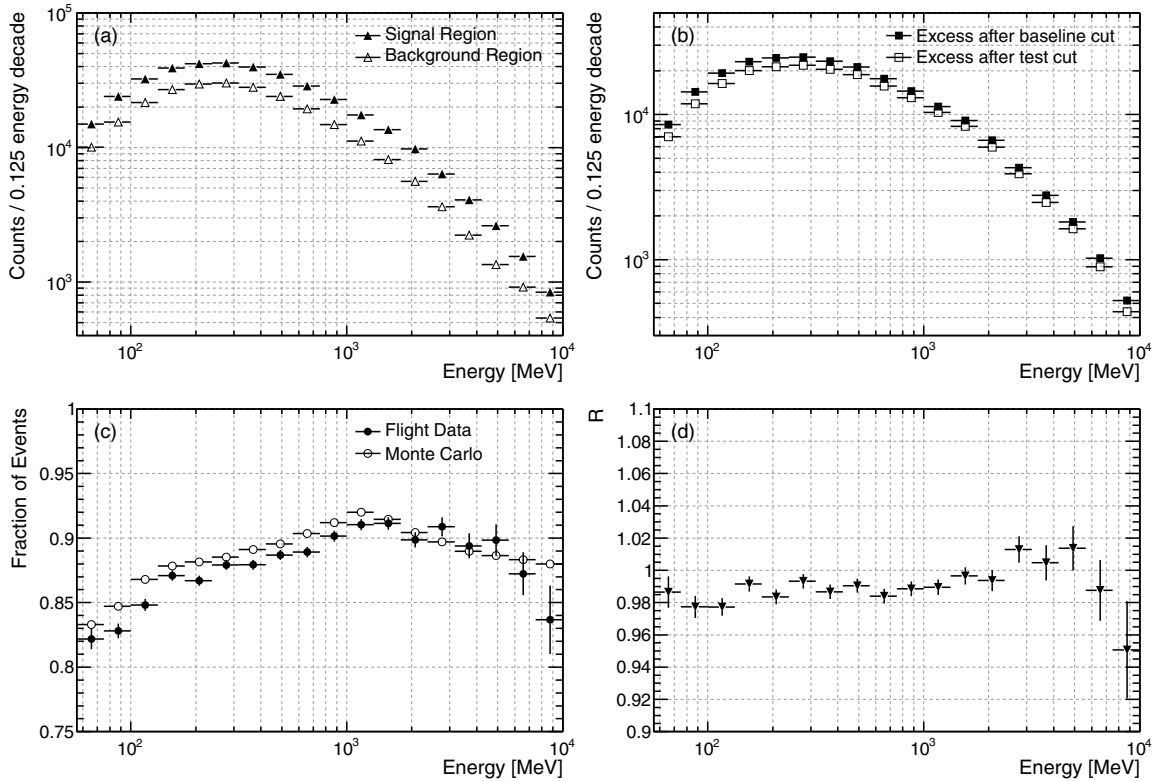 (a)
Signal Region
Background Region
Counts / 0.125 energy decade
10^5
10^4
10^3
10^2
10^3
10^4
Energy [MeV]
(b)
Excess after baseline cut
Excess after test cut
Counts / 0.125 energy decade
10^4
10^3
10^2
10^3
10^4
Energy [MeV]
(c)
Flight Data
Monte Carlo
Fraction of Events
1
0.95
0.9
0.85
0.8
0.75
10^2
10^3
10^4
Energy [MeV]
(d)
R
1.1
1.08
1.06
1.04
1.02
1
0.98
0.96
0.94
0.92
0.9
10^2
10^3
10^4
Energy [MeV]